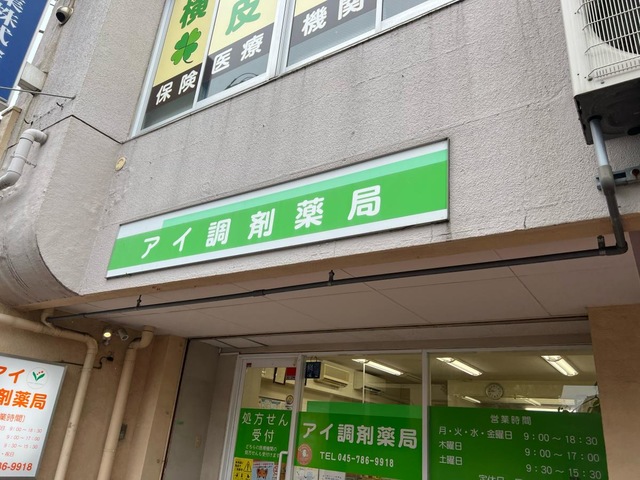 横
皮
保険
医療
機関
アイ調剤薬局
アイ
剤薬局
処方せん
受付
アイ調剤薬局
TEL 045-786-9918
営業時間
月・火・水・金曜日 9:00〜18:30
木曜日 9:00〜17:00
土曜日 9:30〜15:30
86-9918